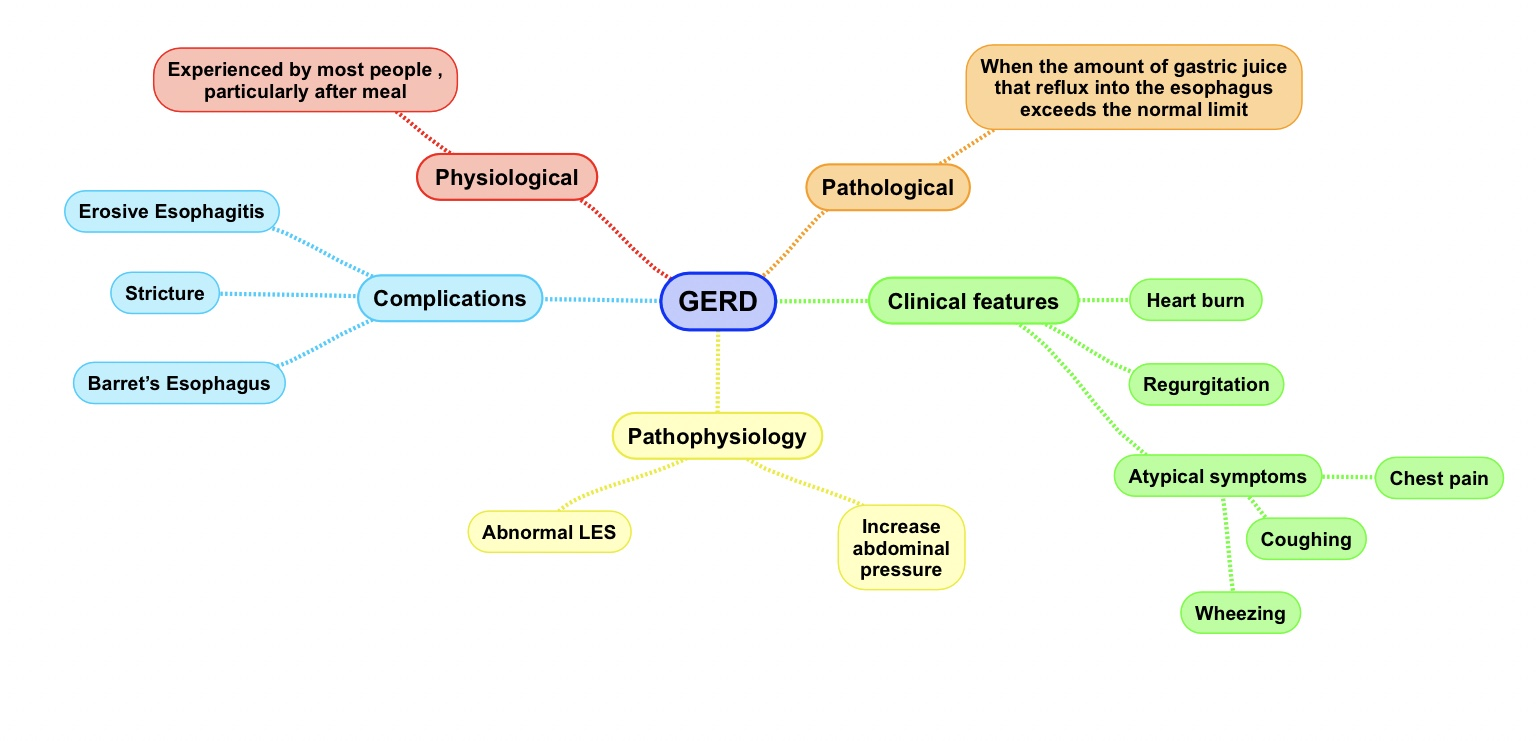 Experienced by most people ,
particularly after meal
When the amount of gastric juice
that reflux into the esophagus
exceeds the normal limit
Physiological
Pathological
Erosive Esophagitis
Stricture
Barret’s Esophagus
Complications
GERD
Clinical features
Heart burn
Regurgitation
Atypical symptoms
Chest pain
Coughing
Wheezing
Pathophysiology
Abnormal LES
Increase
abdominal
pressure